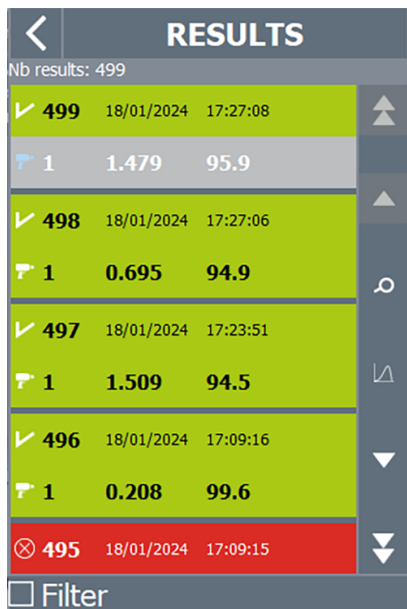 RESULTS
Nb results: 499
499 18/01/2024 17:27:08
1 1.479 95.9
498 18/01/2024 17:27:06
1 0.695 94.9
497 18/01/2024 17:23:51
1 1.509 94.5
496 18/01/2024 17:09:16
1 0.208 99.6
495 18/01/2024 17:09:15
Filter